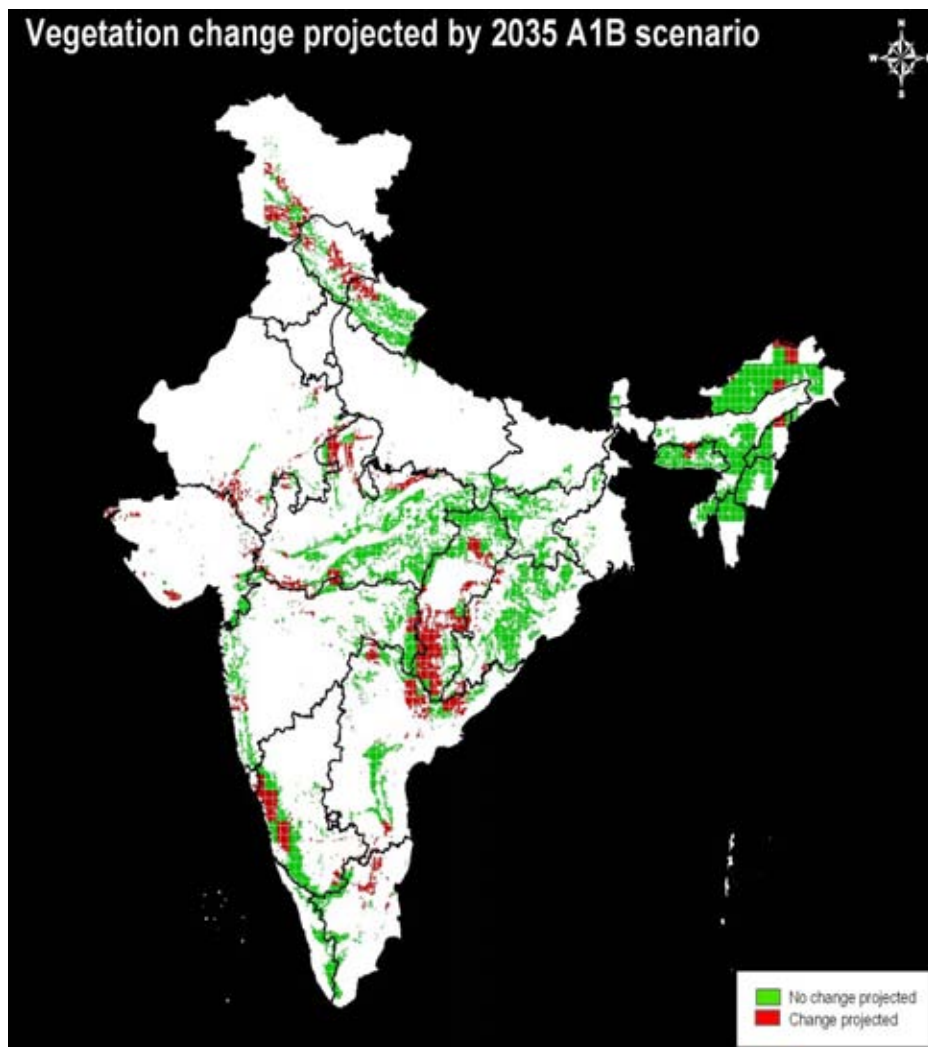 Vegetation change projected by 2035 A1B scenario
N
W
S
No change projected
Change projected